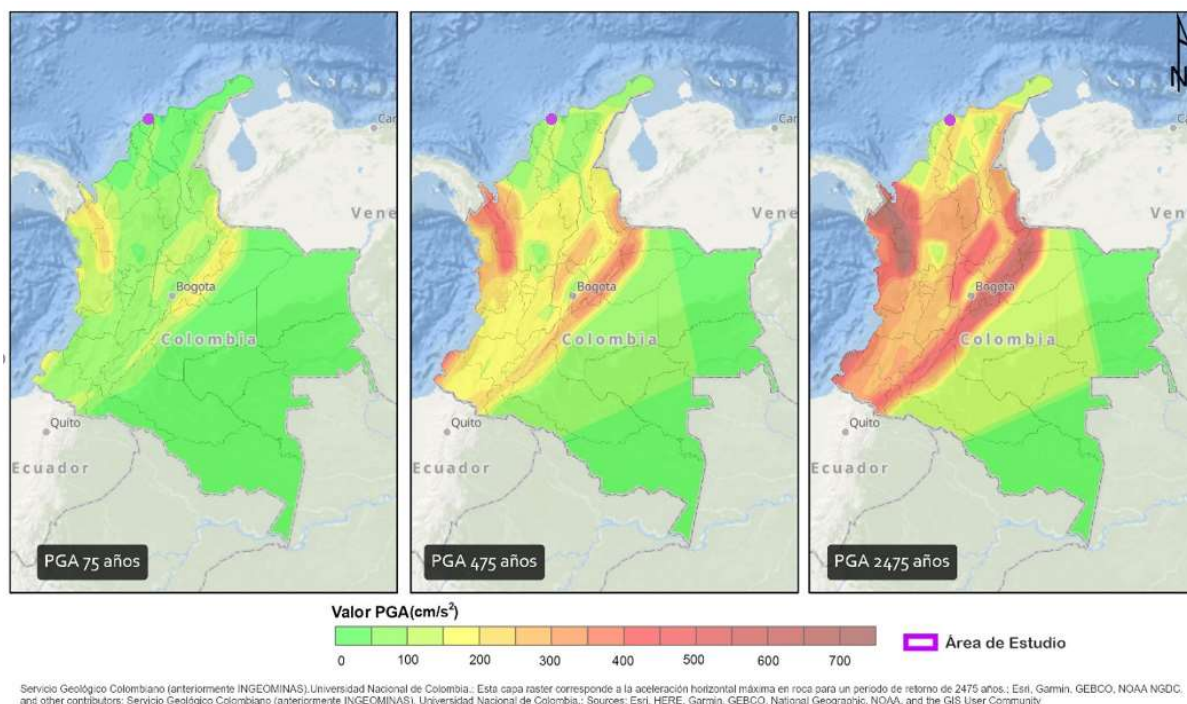 N
Car
Vene
Bogota
Colombia
Quito
Ecuador
PGA 75 años
Ca
Vene
Bogota
Colombia
Quito
Ecuador
PGA 475 años
Ca
Vene
Bogota
Colombia
Quito
Ecuador
PGA 2475 años
Valor PGA(cm/s²)
0 100 200 300 400 500 600 700
Área de Estudio
Servicio Geológico Colombiano (anteriormente INGEOMINAS).Universidad Nacional de Colombia.: Esta capa raster corresponde a la aceleración horizontal máxima en roca para un periodo de retorno de 2475 años.; Esri, Garmin, GEBCO, NOAA NGDC,
and other contributors; Servicio Geológico Colombiano (anteriormente INGEOMINAS). Universidad Nacional de Colombia.: Sources: Esri, HERE, Garmin, GEBCO, National Geographic, NOAA, and the GIS User Community